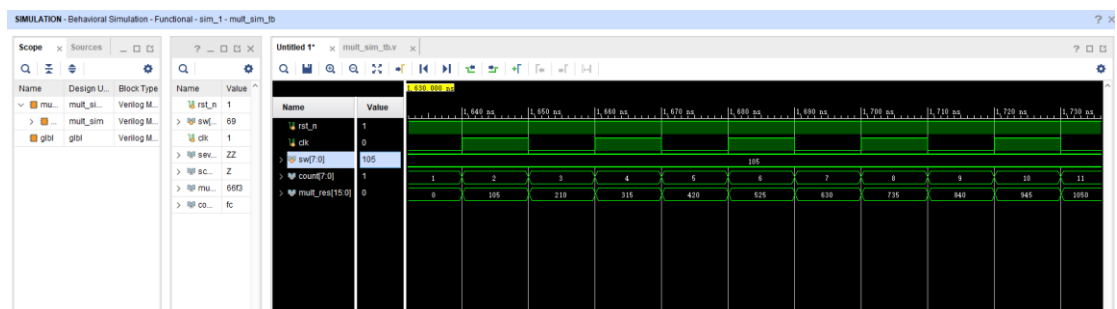 SIMULATION - Behavioral Simulation - Functional - sim_1 - mult_sim_tb ? ×
Scope × Sources
Name Design U... Block Type
mu... mult_si... Verilog M...
... mult_sim Verilog M...
glbl glbl Verilog M...
Name Value
rst_n 1
sw[... 69
clk 1
sev... ZZ
sc... Z
mu... 66f3
co... fc
Untitled 1* × mult_sim_tb.v ×
1,630.000 ns
Name Value
1,640 ns 1,650 ns 1,660 ns 1,670 ns 1,680 ns 1,690 ns 1,700 ns 1,710 ns 1,720 ns 1,730 ns
rst_n 1
clk 0
sw[7:0] 105 105
count[7:0] 1 1 2 3 4 5 6 7 8 9 10 11
mult_res[15:0] 0 0 105 210 315 420 525 630 735 840 945 1050